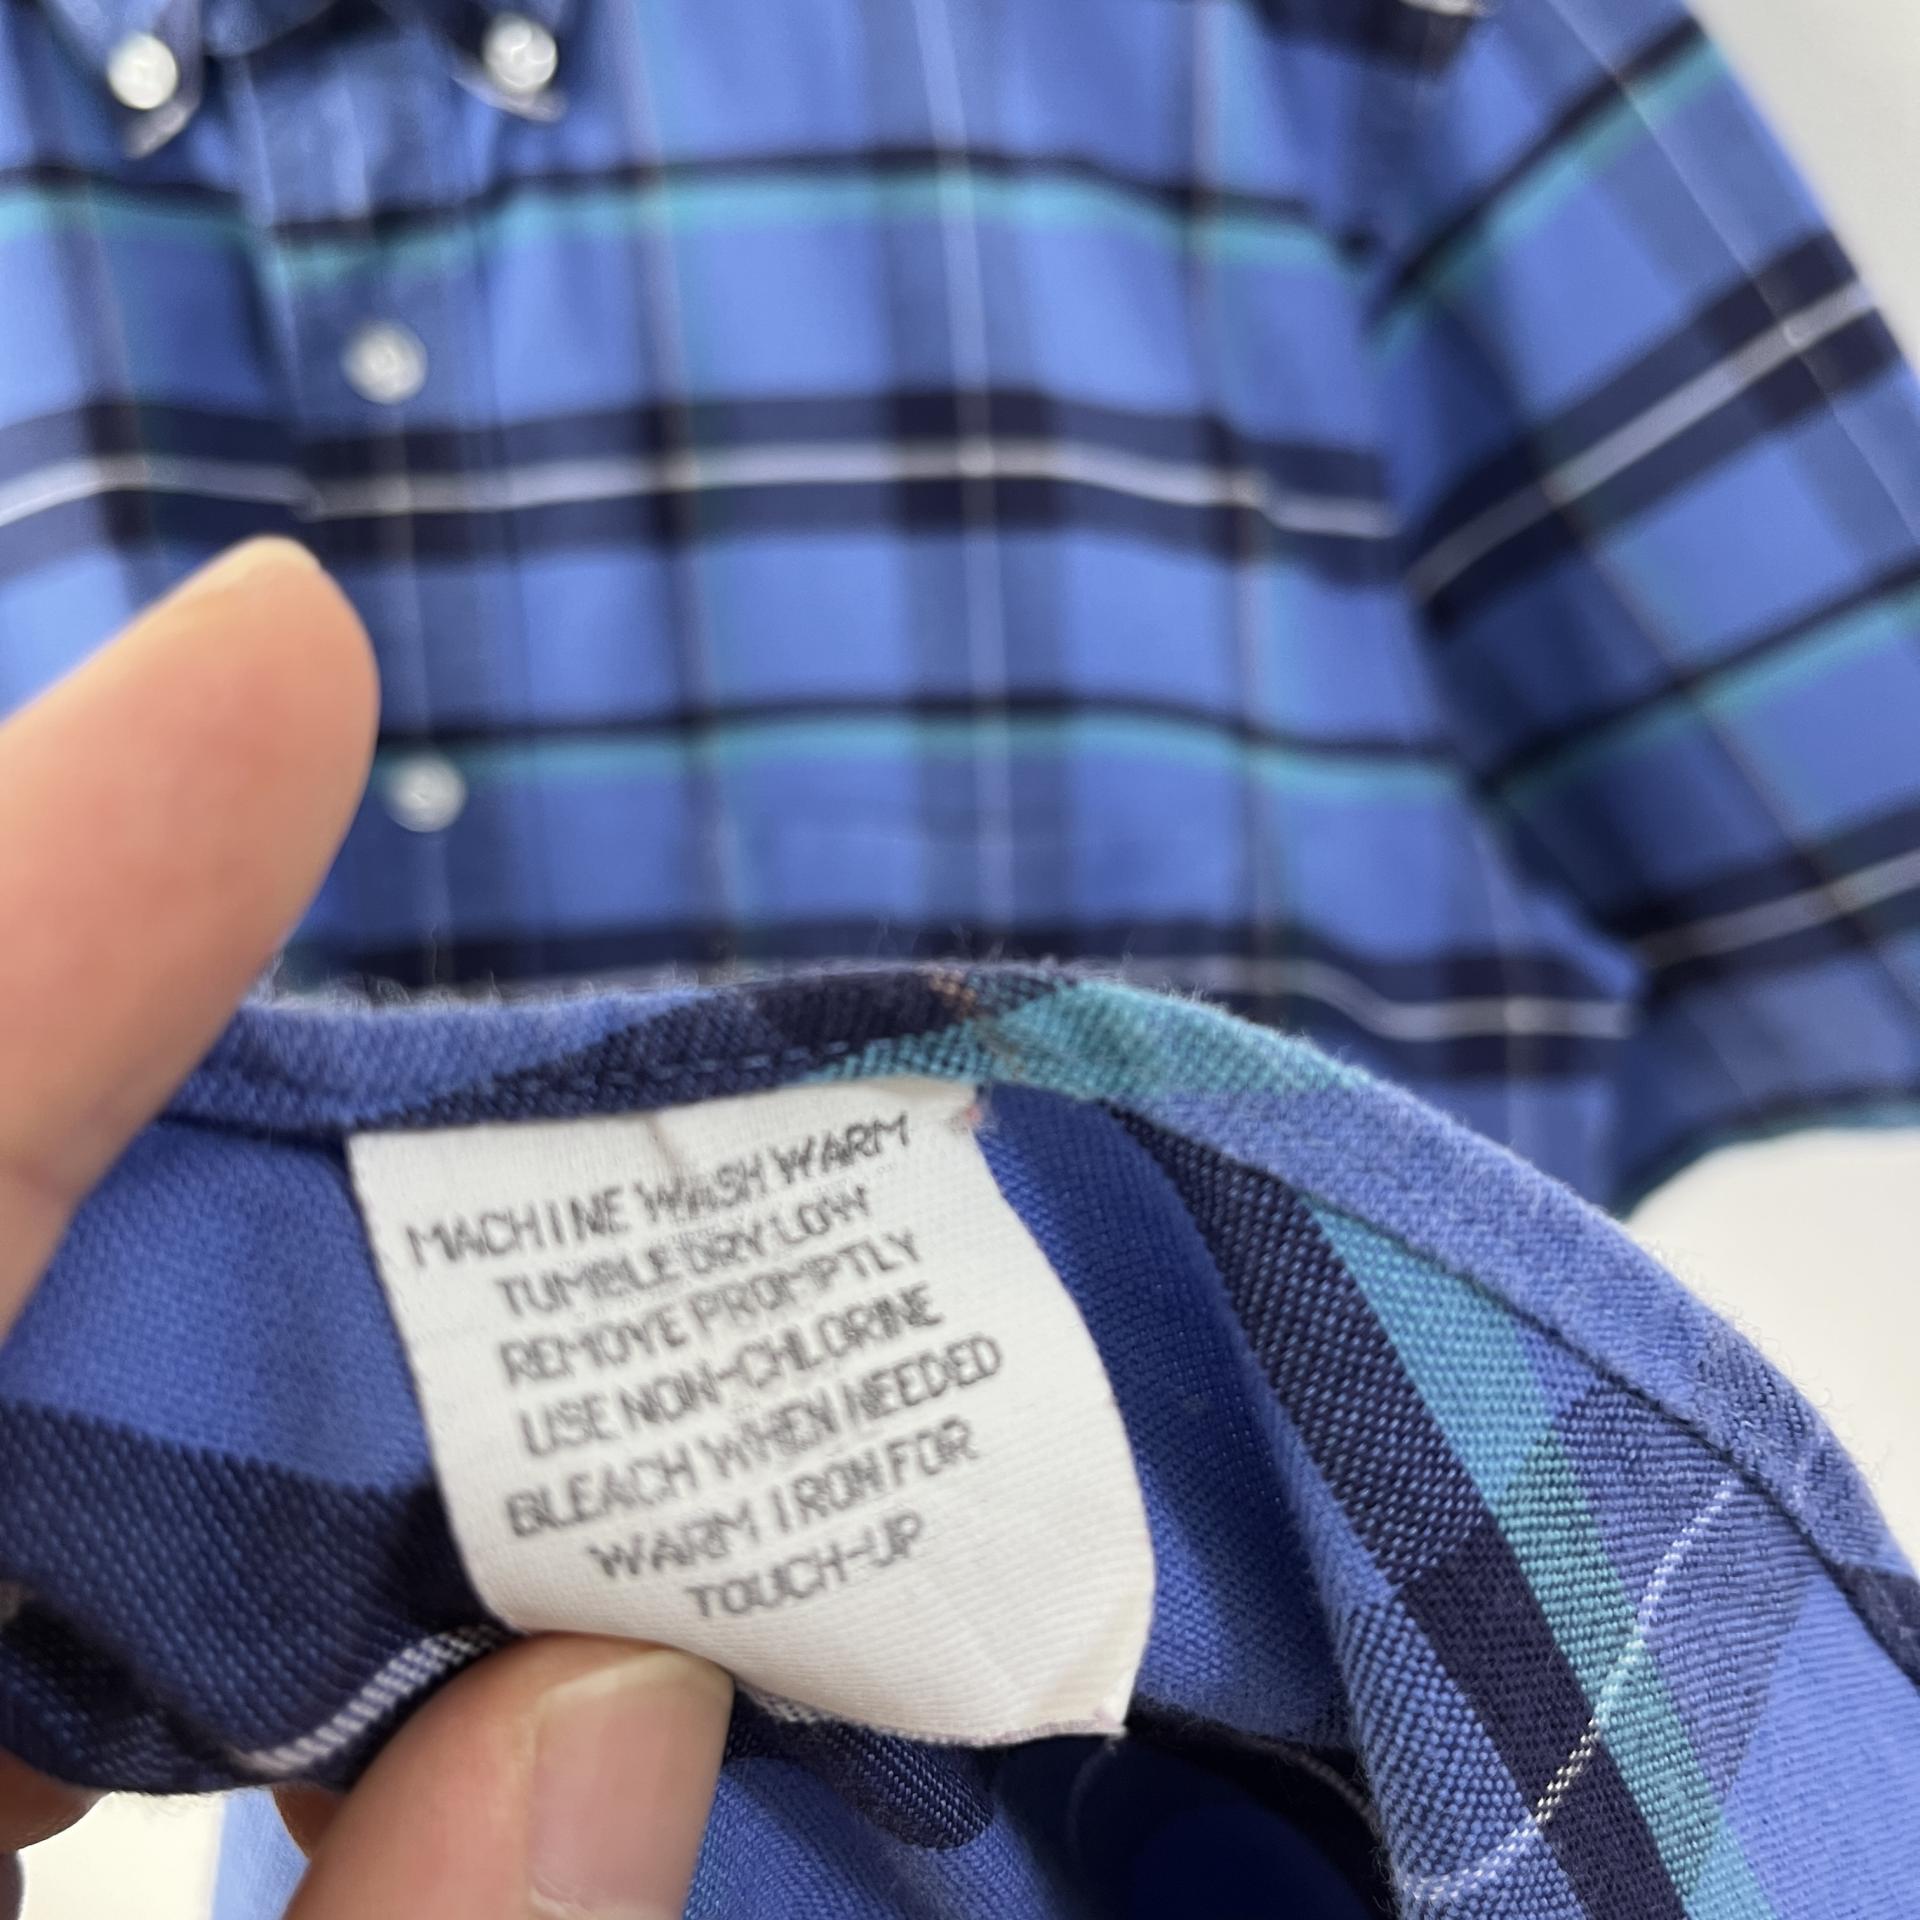 MACHINE WASH WARM
TUMBLE DRY LOW
REMOVE PROMPTLY
USE NON-CHLORINE
BLEACH WHEN NEEDED
WARM IRON FOR
TOUCH-UP